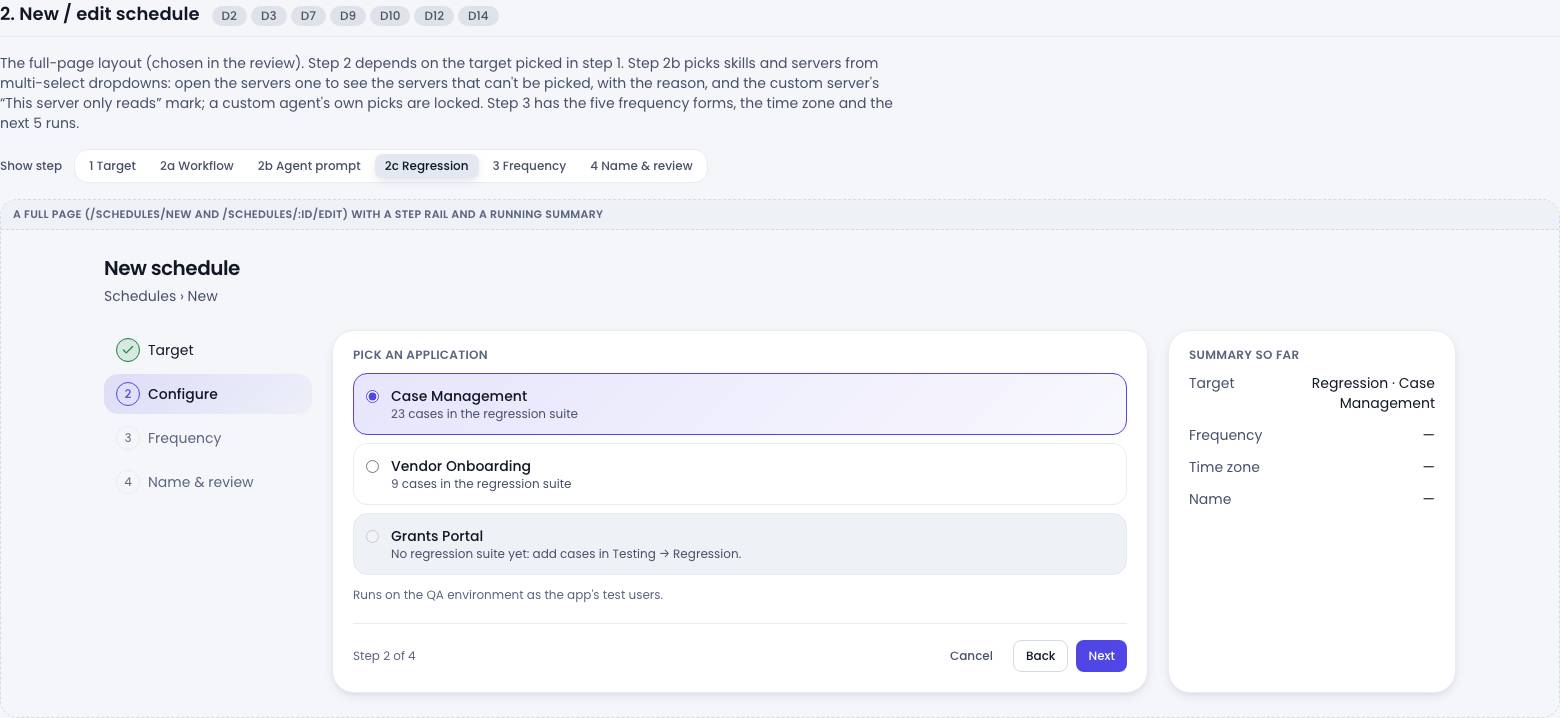 2. New / edit schedule D2 D3 D7 D9 D10 D12 D14
The full-page layout (chosen in the review). Step 2 depends on the target picked in step 1. Step 2b picks skills and servers from
multi-select dropdowns: open the servers one to see the servers that can't be picked, with the reason, and the custom server's
“This server only reads” mark; a custom agent's own picks are locked. Step 3 has the five frequency forms, the time zone and the
next 5 runs.
Show step 1 Target 2a Workflow 2b Agent prompt 2c Regression 3 Frequency 4 Name & review
A FULL PAGE (/SCHEDULES/NEW AND /SCHEDULES/:ID/EDIT) WITH A STEP RAIL AND A RUNNING SUMMARY
New schedule
Schedules › New
Target
2 Configure
3 Frequency
4 Name & review
PICK AN APPLICATION
Case Management
23 cases in the regression suite
Vendor Onboarding
9 cases in the regression suite
Grants Portal
No regression suite yet: add cases in Testing → Regression.
Runs on the QA environment as the app's test users.
Step 2 of 4 Cancel Back Next
SUMMARY SO FAR
Target Regression · Case
Management
Frequency —
Time zone —
Name —